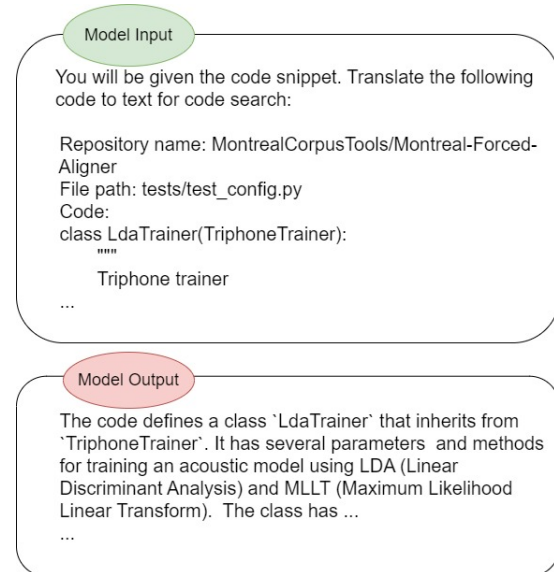 Model Input
You will be given the code snippet. Translate the following
code to text for code search:
Repository name: MontrealCorpusTools/Montreal-Forced-
Aligner
File path: tests/test_config.py
Code:
class LdaTrainer(TriphoneTrainer):
"""
Triphone trainer
...
Model Output
The code defines a class `LdaTrainer` that inherits from
`TriphoneTrainer`. It has several parameters and methods
for training an acoustic model using LDA (Linear
Discriminant Analysis) and MLLT (Maximum Likelihood
Linear Transform). The class has ...
...